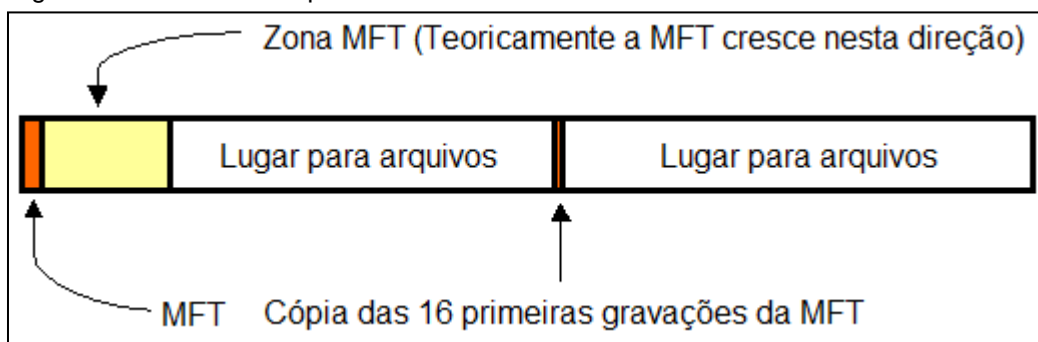 Zona MFT (Teoricamente a MFT cresce nesta direção)
Lugar para arquivos
Lugar para arquivos
MFT
Cópia das 16 primeiras gravações da MFT